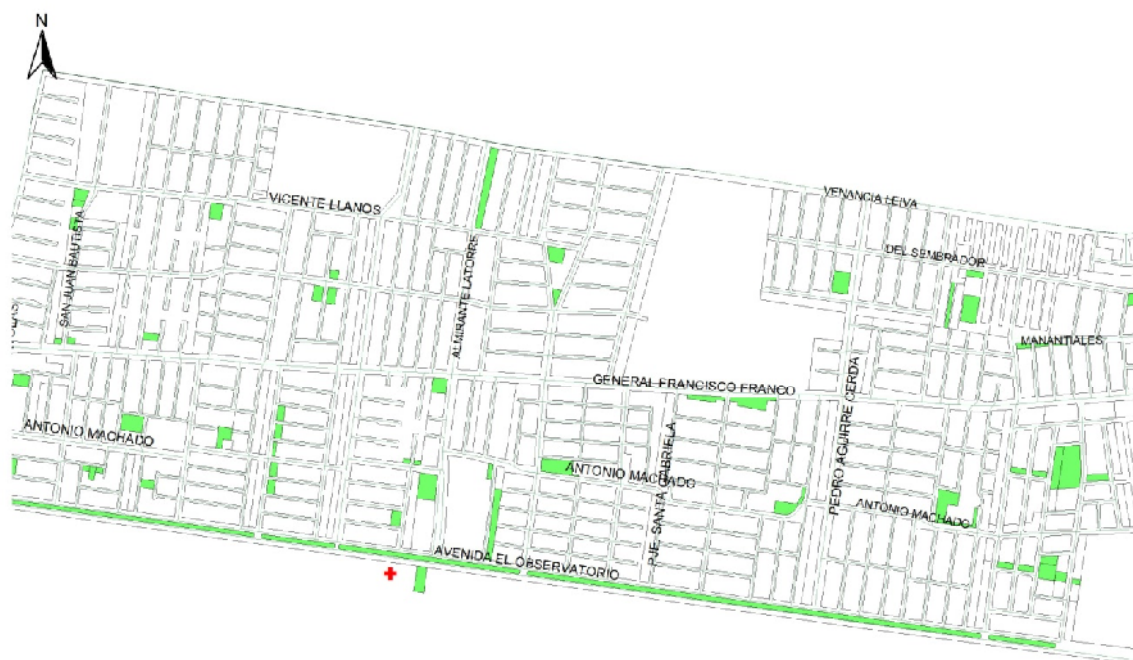 N
VENANCIA LEIVA
VICENTE LLANOS
SAN JUAN BAUTISTA
DEL SEMBRADOR
ALMIRANTE LATORRE
MANANTIALES
GENERAL FRANCISCO FRANCO
PEDRO AGUIRRE CERDA
ANTONIO MACHADO
ANTONIO MACHADO
PJE. SANTA GABRIELA
ANTONIO MACHADO
AVENIDA EL OBSERVATORIO